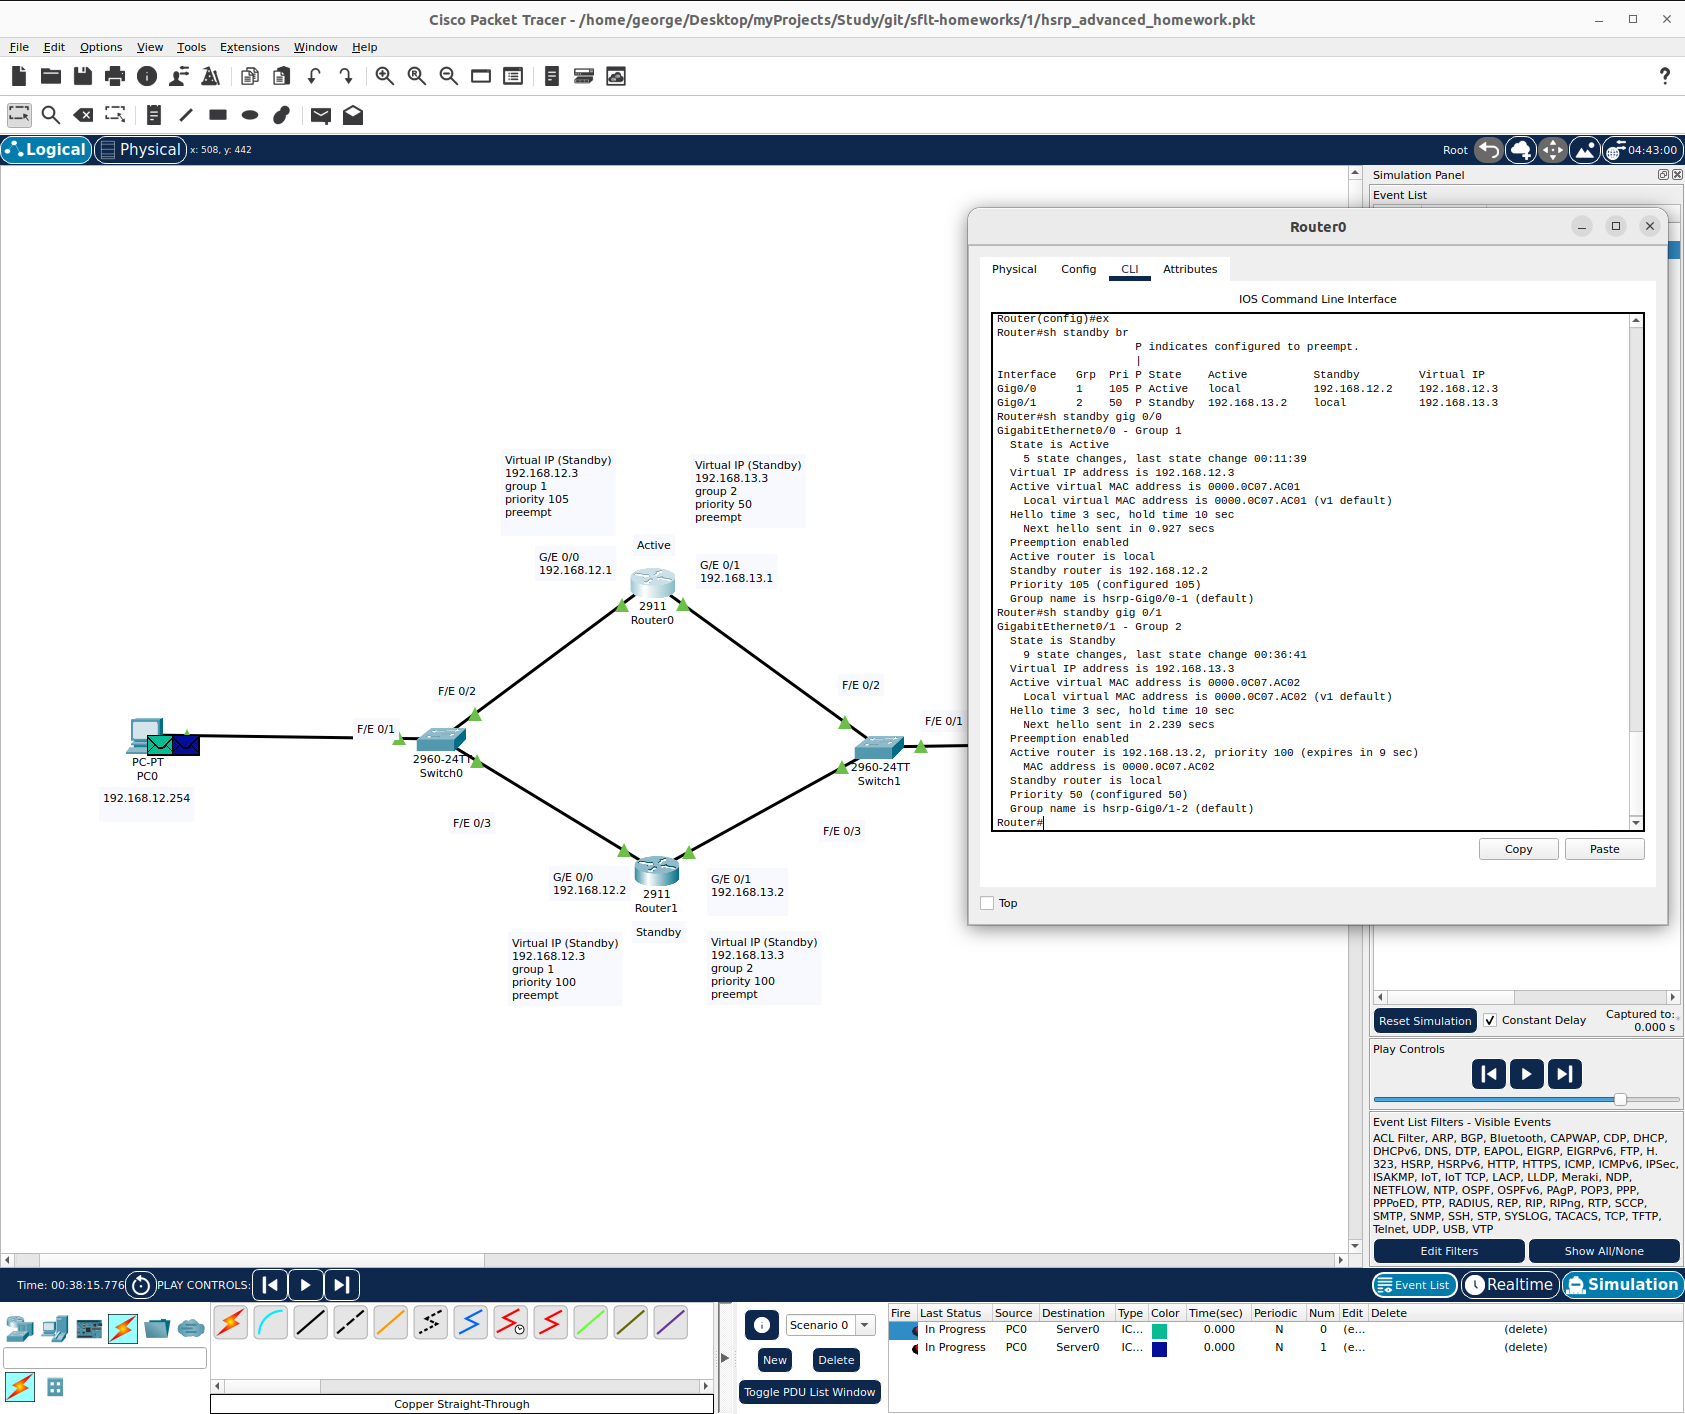 Cisco Packet Tracer - /home/george/Desktop/myProjects/Study/git/sflt-homeworks/1/hsrp_advanced_homework.pkt
File Edit Options View Tools Extensions Window Help
Logical Physical x: 508, y: 442
Root 04:43:00
Simulation Panel
Event List
Router0
Physical Config CLI Attributes
IOS Command Line Interface
Router(config)#ex
Router#sh standby br
P indicates configured to preempt.
|
Interface Grp Pri P State Active Standby Virtual IP
Gig0/0 1 105 P Active local 192.168.12.2 192.168.12.3
Gig0/1 2 50 P Standby 192.168.13.2 local 192.168.13.3
Router#sh standby gig 0/0
GigabitEthernet0/0 - Group 1
State is Active
5 state changes, last state change 00:11:39
Virtual IP address is 192.168.12.3
Active virtual MAC address is 0000.0C07.AC01
Local virtual MAC address is 0000.0C07.AC01 (v1 default)
Hello time 3 sec, hold time 10 sec
Next hello sent in 0.927 secs
Preemption enabled
Active router is local
Standby router is 192.168.12.2
Priority 105 (configured 105)
Group name is hsrp-Gig0/0-1 (default)
Router#sh standby gig 0/1
GigabitEthernet0/1 - Group 2
State is Standby
9 state changes, last state change 00:36:41
Virtual IP address is 192.168.13.3
Active virtual MAC address is 0000.0C07.AC02
Local virtual MAC address is 0000.0C07.AC02 (v1 default)
Hello time 3 sec, hold time 10 sec
Next hello sent in 2.239 secs
Preemption enabled
Active router is 192.168.13.2, priority 100 (expires in 9 sec)
MAC address is 0000.0C07.AC02
Standby router is local
Priority 50 (configured 50)
Group name is hsrp-Gig0/1-2 (default)
Router#
Copy Paste
Top
Virtual IP (Standby)
192.168.12.3
group 1
priority 105
preempt
Virtual IP (Standby)
192.168.13.3
group 2
priority 50
preempt
Active
G/E 0/0
192.168.12.1
G/E 0/1
192.168.13.1
2911
Router0
F/E 0/2
F/E 0/2
F/E 0/1
F/E 0/1
PC-PT
PC0
192.168.12.254
2960-24TT
Switch0
2960-24TT
Switch1
F/E 0/3
F/E 0/3
G/E 0/0
192.168.12.2
G/E 0/1
192.168.13.2
2911
Router1
Standby
Virtual IP (Standby)
192.168.12.3
group 1
priority 100
preempt
Virtual IP (Standby)
192.168.13.3
group 2
priority 100
preempt
Reset Simulation Constant Delay Captured to:
0.000 s
Play Controls
Event List Filters - Visible Events
ACL Filter, ARP, BGP, Bluetooth, CAPWAP, CDP, DHCP,
DHCPv6, DNS, DTP, EAPOL, EIGRP, EIGRPv6, FTP, H.
323, HSRP, HSRPv6, HTTP, HTTPS, ICMP, ICMPv6, IPSec,
ISAKMP, IoT, IoT TCP, LACP, LLDP, Meraki, NDP,
NETFLOW, NTP, OSPF, OSPFv6, PAgP, POP3, PPP,
PPPoED, PTP, RADIUS, REP, RIP, RIPng, RTP, SCCP,
SMTP, SNMP, SSH, STP, SYSLOG, TACACS, TCP, TFTP,
Telnet, UDP, USB, VTP
Edit Filters Show All/None
Time: 00:38:15.776 PLAY CONTROLS:
Event List Realtime Simulation
Scenario 0
New Delete
Toggle PDU List Window
Copper Straight-Through
Fire Last Status Source Destination Type Color Time(sec) Periodic Num Edit Delete
In Progress PC0 Server0 IC... 0.000 N 0 (e... (delete)
In Progress PC0 Server0 IC... 0.000 N 1 (e... (delete)